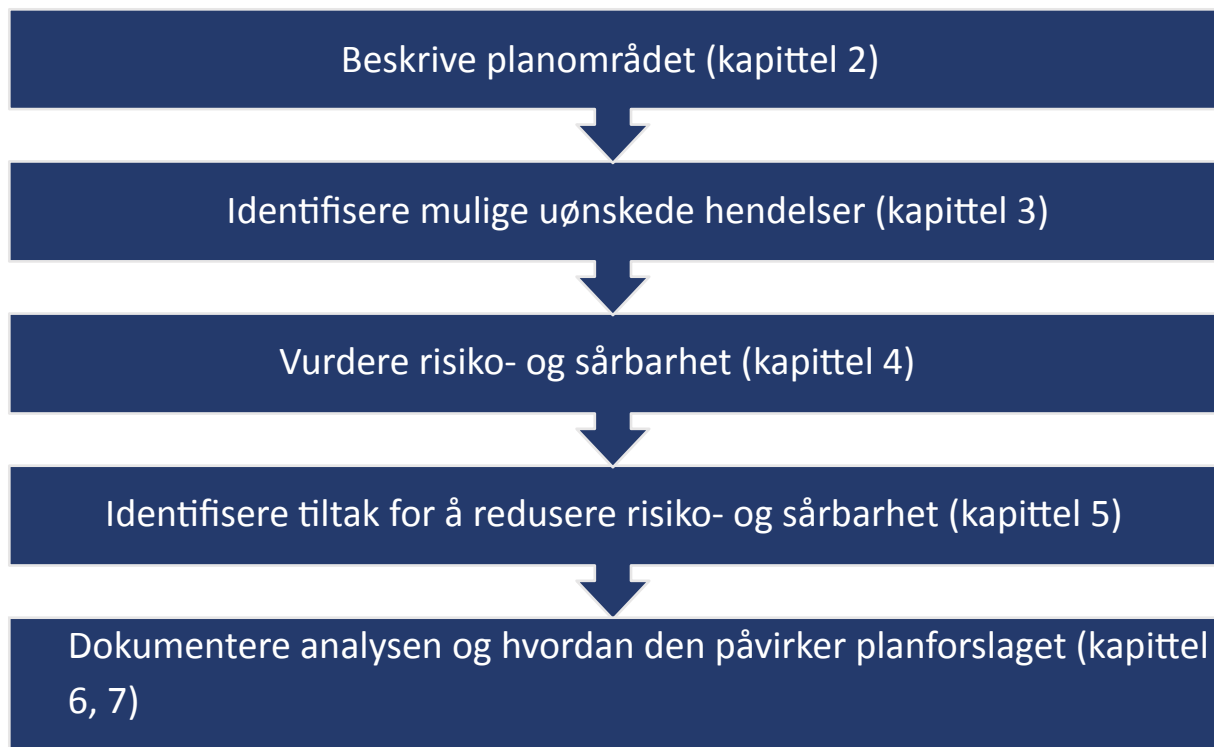 Beskrive planområdet (kapittel 2)
Identifisere mulige uønskede hendelser (kapittel 3)
Vurdere risiko- og sårbarhet (kapittel 4)
Identifisere tiltak for å redusere risiko- og sårbarhet (kapittel 5)
Dokumentere analysen og hvordan den påvirker planforslaget (kapittel
6, 7)